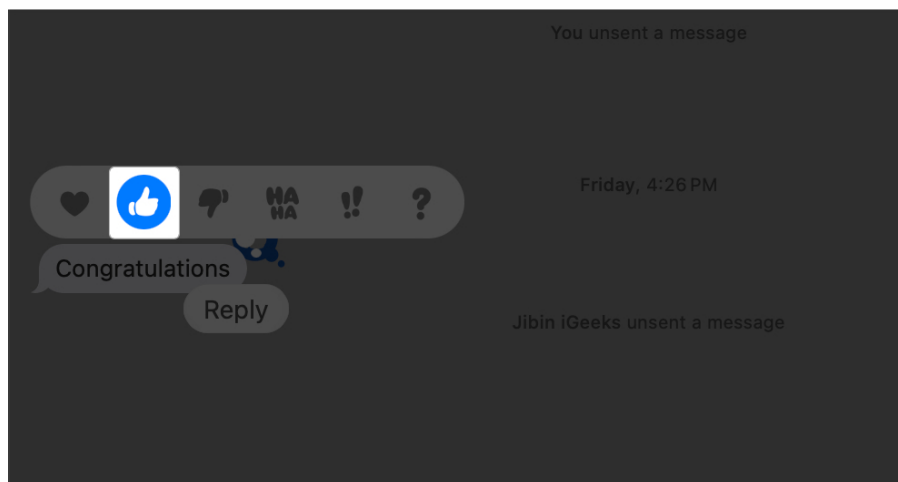 You unsent a message
Friday, 4:26 PM
HA
HA
!!
?
Congratulations
Reply
Jibin iGeeks unsent a message